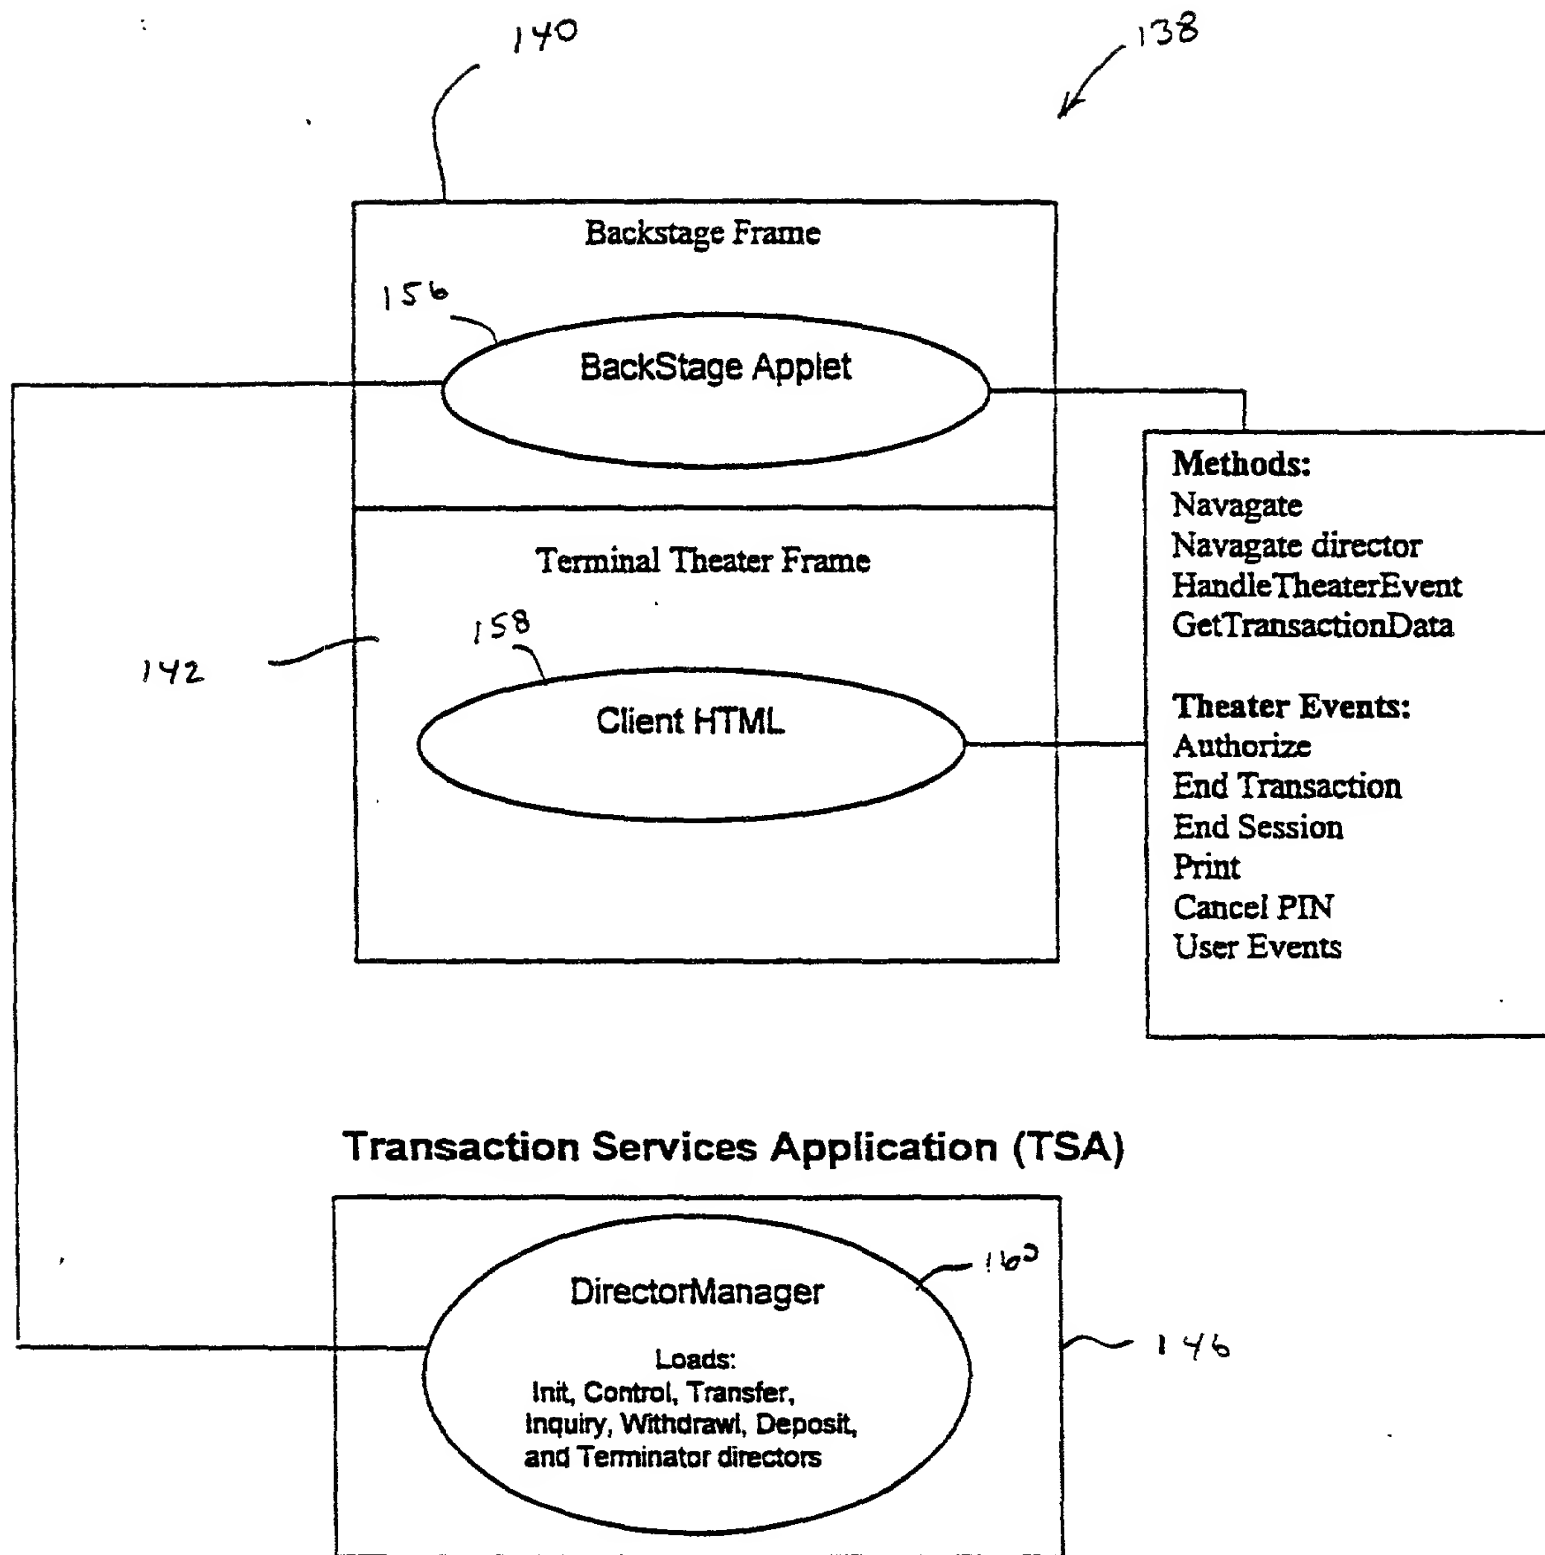 140
138
Backstage Frame
156
BackStage Applet
Methods:
Navagate
Navagate director
HandleTheaterEvent
GetTransactionData
Terminal Theater Frame
158
142
Client HTML
Theater Events:
Authorize
End Transaction
End Session
Print
Cancel PIN
User Events
Transaction Services Application (TSA)
160
DirectorManager
146
Loads:
Init, Control, Transfer,
Inquiry, Withdrawl, Deposit,
and Terminator directors